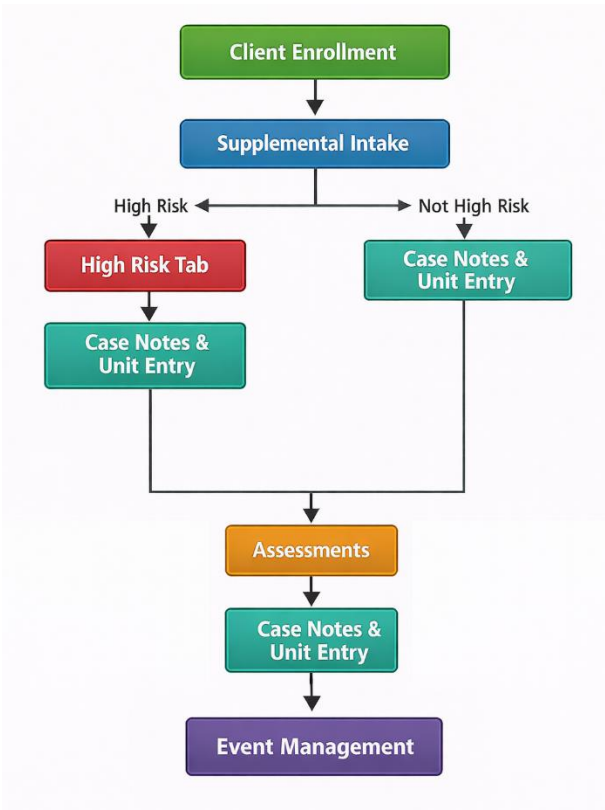 Client Enrollment
Supplemental Intake
High Risk
Not High Risk
High Risk Tab
Case Notes &
Unit Entry
Case Notes &
Unit Entry
Assessments
Case Notes &
Unit Entry
Event Management